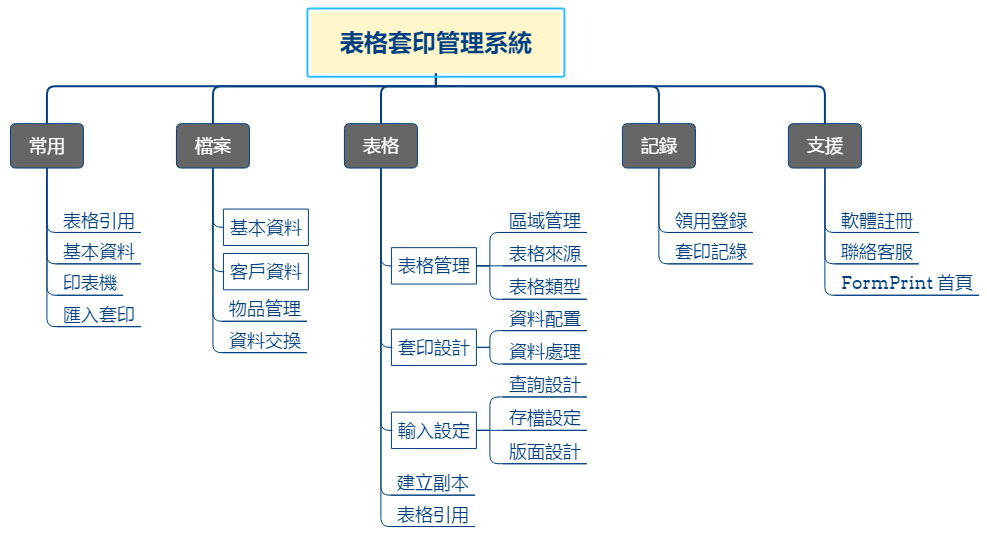 表格套印管理系統
常用
表格引用
基本資料
印表機
匯入套印
檔案
基本資料
客戶資料
物品管理
資料交換
表格
表格管理
區域管理
表格來源
表格類型
套印設計
資料配置
資料處理
輸入設定
查詢設計
存檔設定
版面設計
建立副本
表格引用
記錄
領用登錄
套印記錄
支援
軟體註冊
聯絡客服
FormPrint 首頁